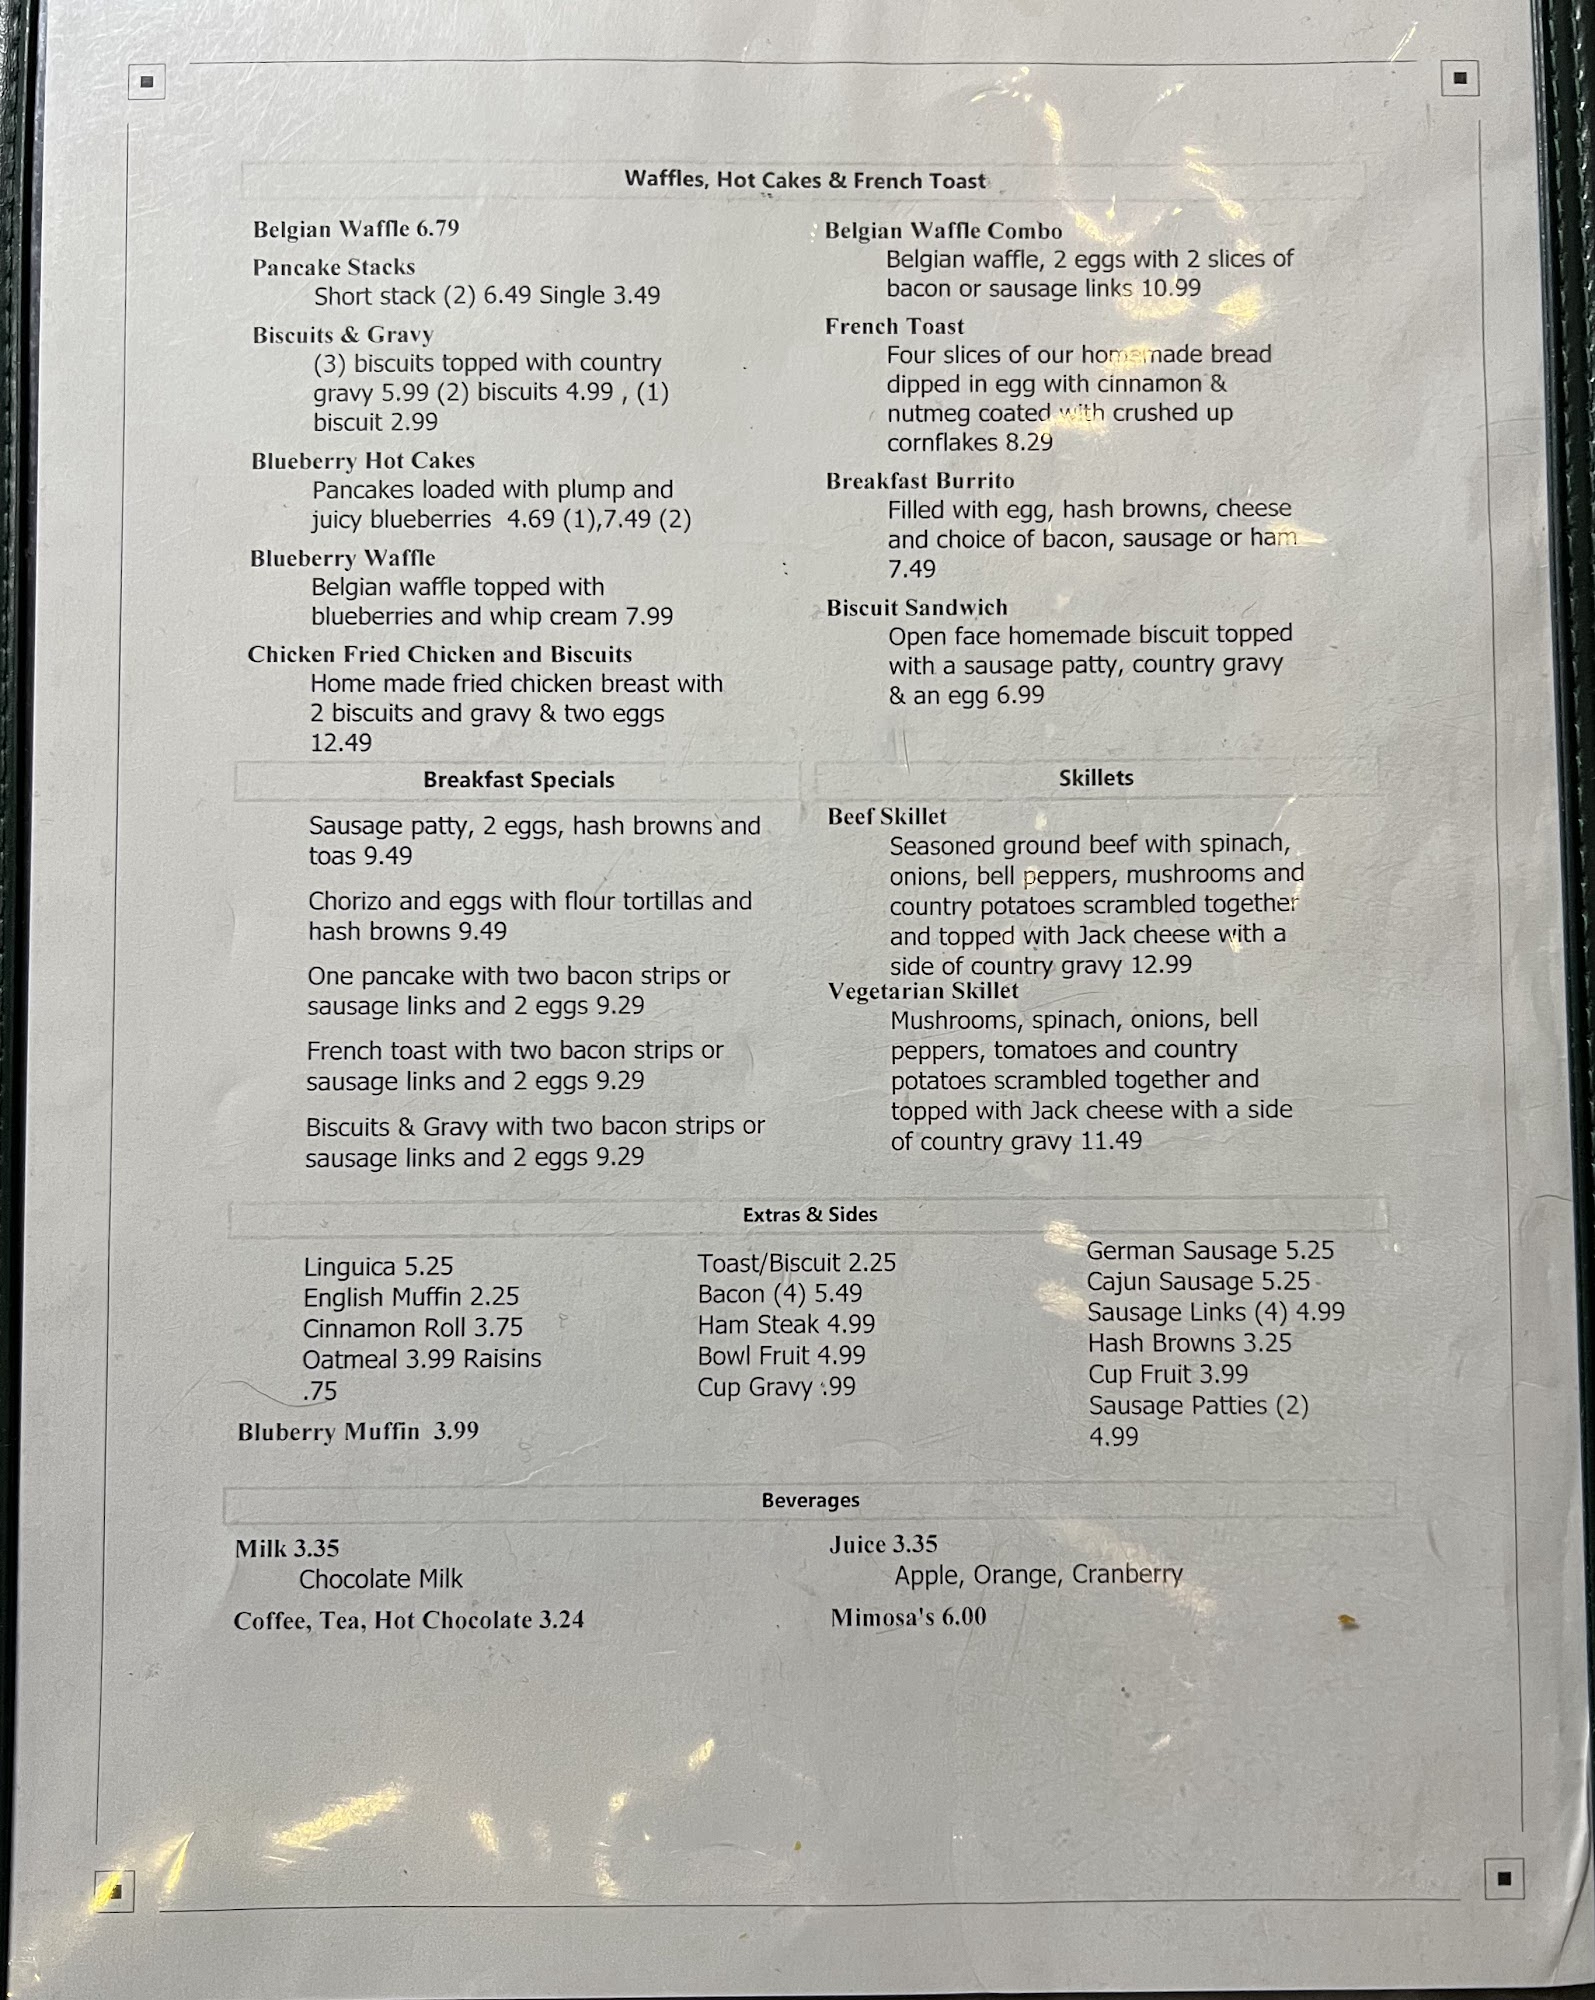 Waffles, Hot Cakes & French Toast
Belgian Waffle 6.79
Pancake Stacks
Short stack (2) 6.49 Single 3.49
Biscuits & Gravy
(3) biscuits topped with country
gravy 5.99 (2) biscuits 4.99 , (1)
biscuit 2.99
Blueberry Hot Cakes
Pancakes loaded with plump and
juicy blueberries 4.69 (1),7.49 (2)
Blueberry Waffle
Belgian waffle topped with
blueberries and whip cream 7.99
Chicken Fried Chicken and Biscuits
Home made fried chicken breast with
2 biscuits and gravy & two eggs
12.49
Belgian Waffle Combo
Belgian waffle, 2 eggs with 2 slices of
bacon or sausage links 10.99
French Toast
Four slices of our homemade bread
dipped in egg with cinnamon &
nutmeg coated with crushed up
cornflakes 8.29
Breakfast Burrito
Filled with egg, hash browns, cheese
and choice of bacon, sausage or ham
7.49
Biscuit Sandwich
Open face homemade biscuit topped
with a sausage patty, country gravy
& an egg 6.99
Breakfast Specials
Sausage patty, 2 eggs, hash browns and
toas 9.49
Chorizo and eggs with flour tortillas and
hash browns 9.49
One pancake with two bacon strips or
sausage links and 2 eggs 9.29
French toast with two bacon strips or
sausage links and 2 eggs 9.29
Biscuits & Gravy with two bacon strips or
sausage links and 2 eggs 9.29
Skillets
Beef Skillet
Seasoned ground beef with spinach,
onions, bell peppers, mushrooms and
country potatoes scrambled together
and topped with Jack cheese with a
side of country gravy 12.99
Vegetarian Skillet
Mushrooms, spinach, onions, bell
peppers, tomatoes and country
potatoes scrambled together and
topped with Jack cheese with a side
of country gravy 11.49
Extras & Sides
Linguica 5.25
English Muffin 2.25
Cinnamon Roll 3.75
Oatmeal 3.99 Raisins
.75
Bluberry Muffin 3.99
Toast/Biscuit 2.25
Bacon (4) 5.49
Ham Steak 4.99
Bowl Fruit 4.99
Cup Gravy .99
German Sausage 5.25
Cajun Sausage 5.25
Sausage Links (4) 4.99
Hash Browns 3.25
Cup Fruit 3.99
Sausage Patties (2)
4.99
Beverages
Milk 3.35
Chocolate Milk
Coffee, Tea, Hot Chocolate 3.24
Juice 3.35
Apple, Orange, Cranberry
Mimosa's 6.00